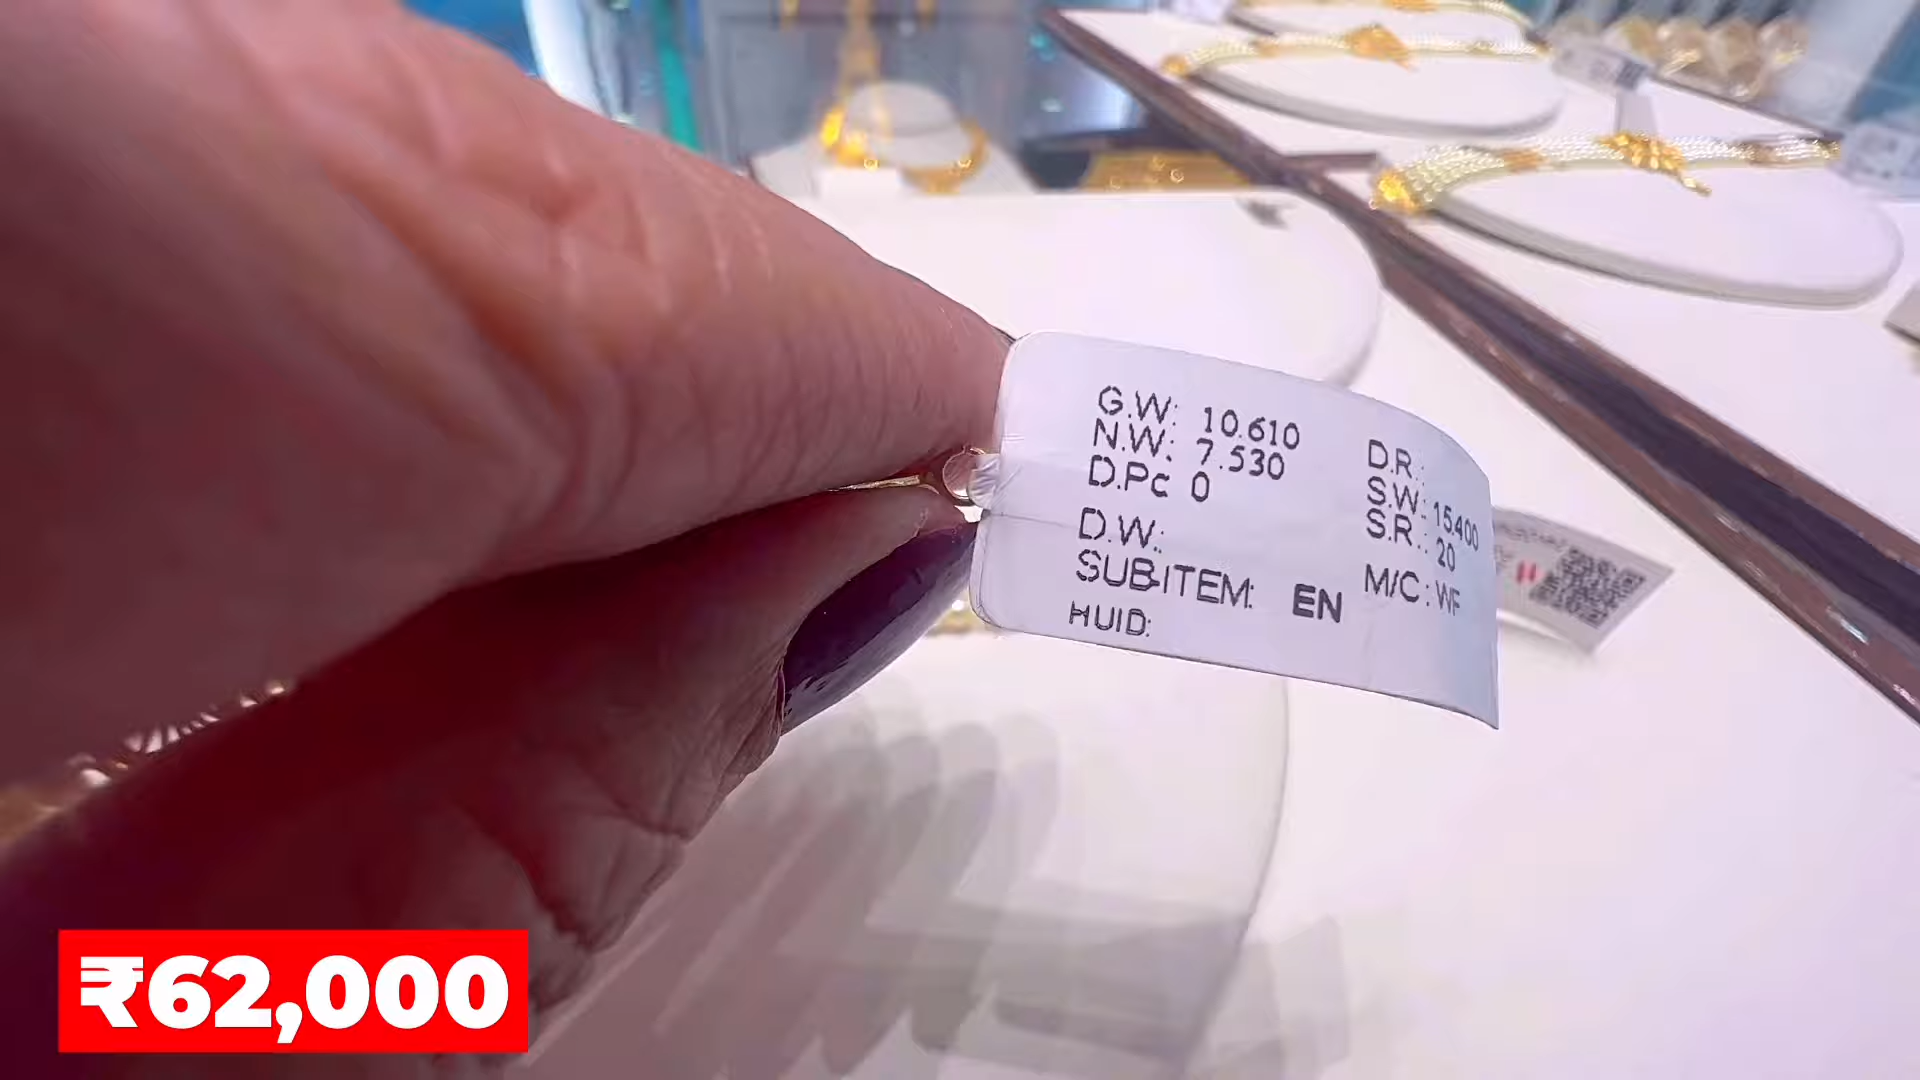 G.W: 10.610
N.W: 7.530
D.Pc 0
D.W.:
SUB-ITEM: EN
HUID:
D.R.:
S.W.: 15.400
S.R.: 20
M/C: WF
₹62,000